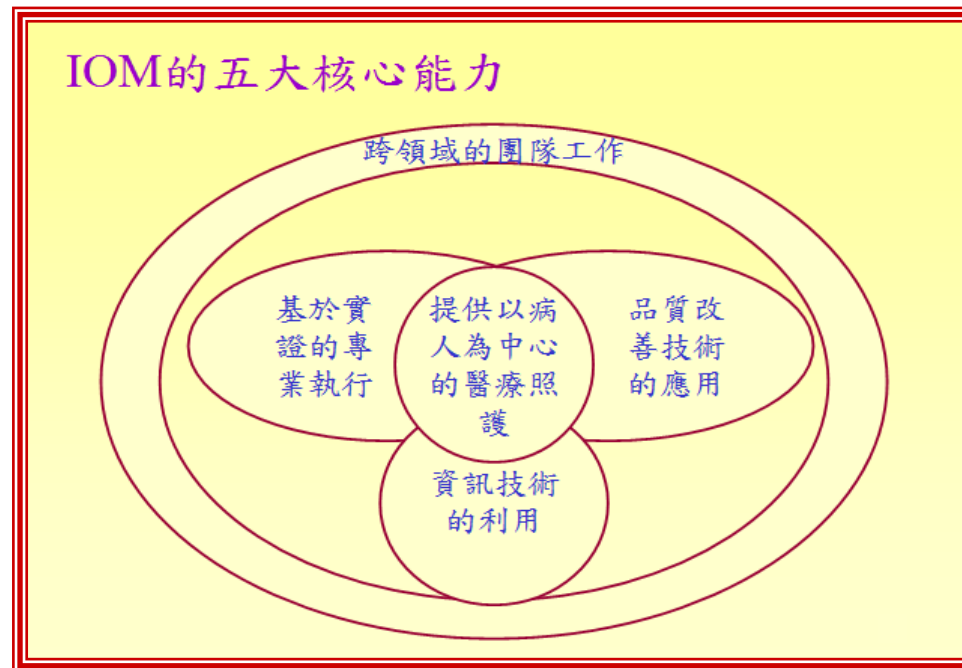 IOM的五大核心能力
跨領域的團隊工作
基於實
證的專
業執行
提供以病
人為中心
的醫療照
護
品質改
善技術
的應用
資訊技術
的利用